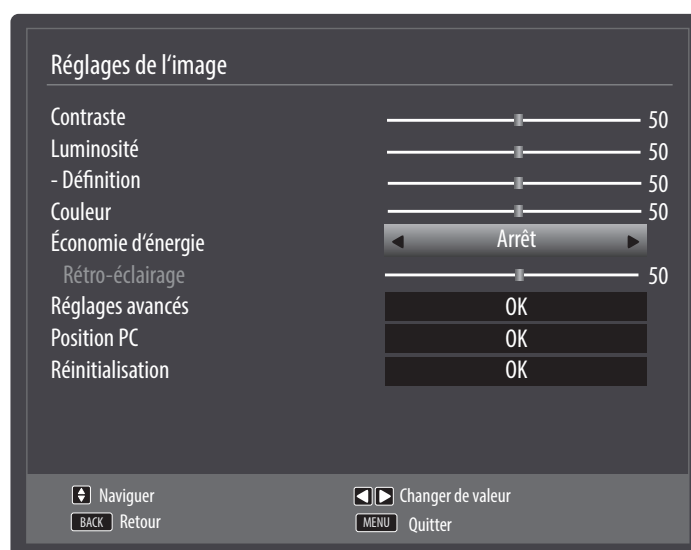 Réglages de l‘image
Contraste 50
Luminosité 50
- Définition 50
Couleur 50
Économie d‘énergie Arrêt
Rétro-éclairage 50
Réglages avancés OK
Position PC OK
Réinitialisation OK
Naviguer Changer de valeur
BACK Retour MENU Quitter